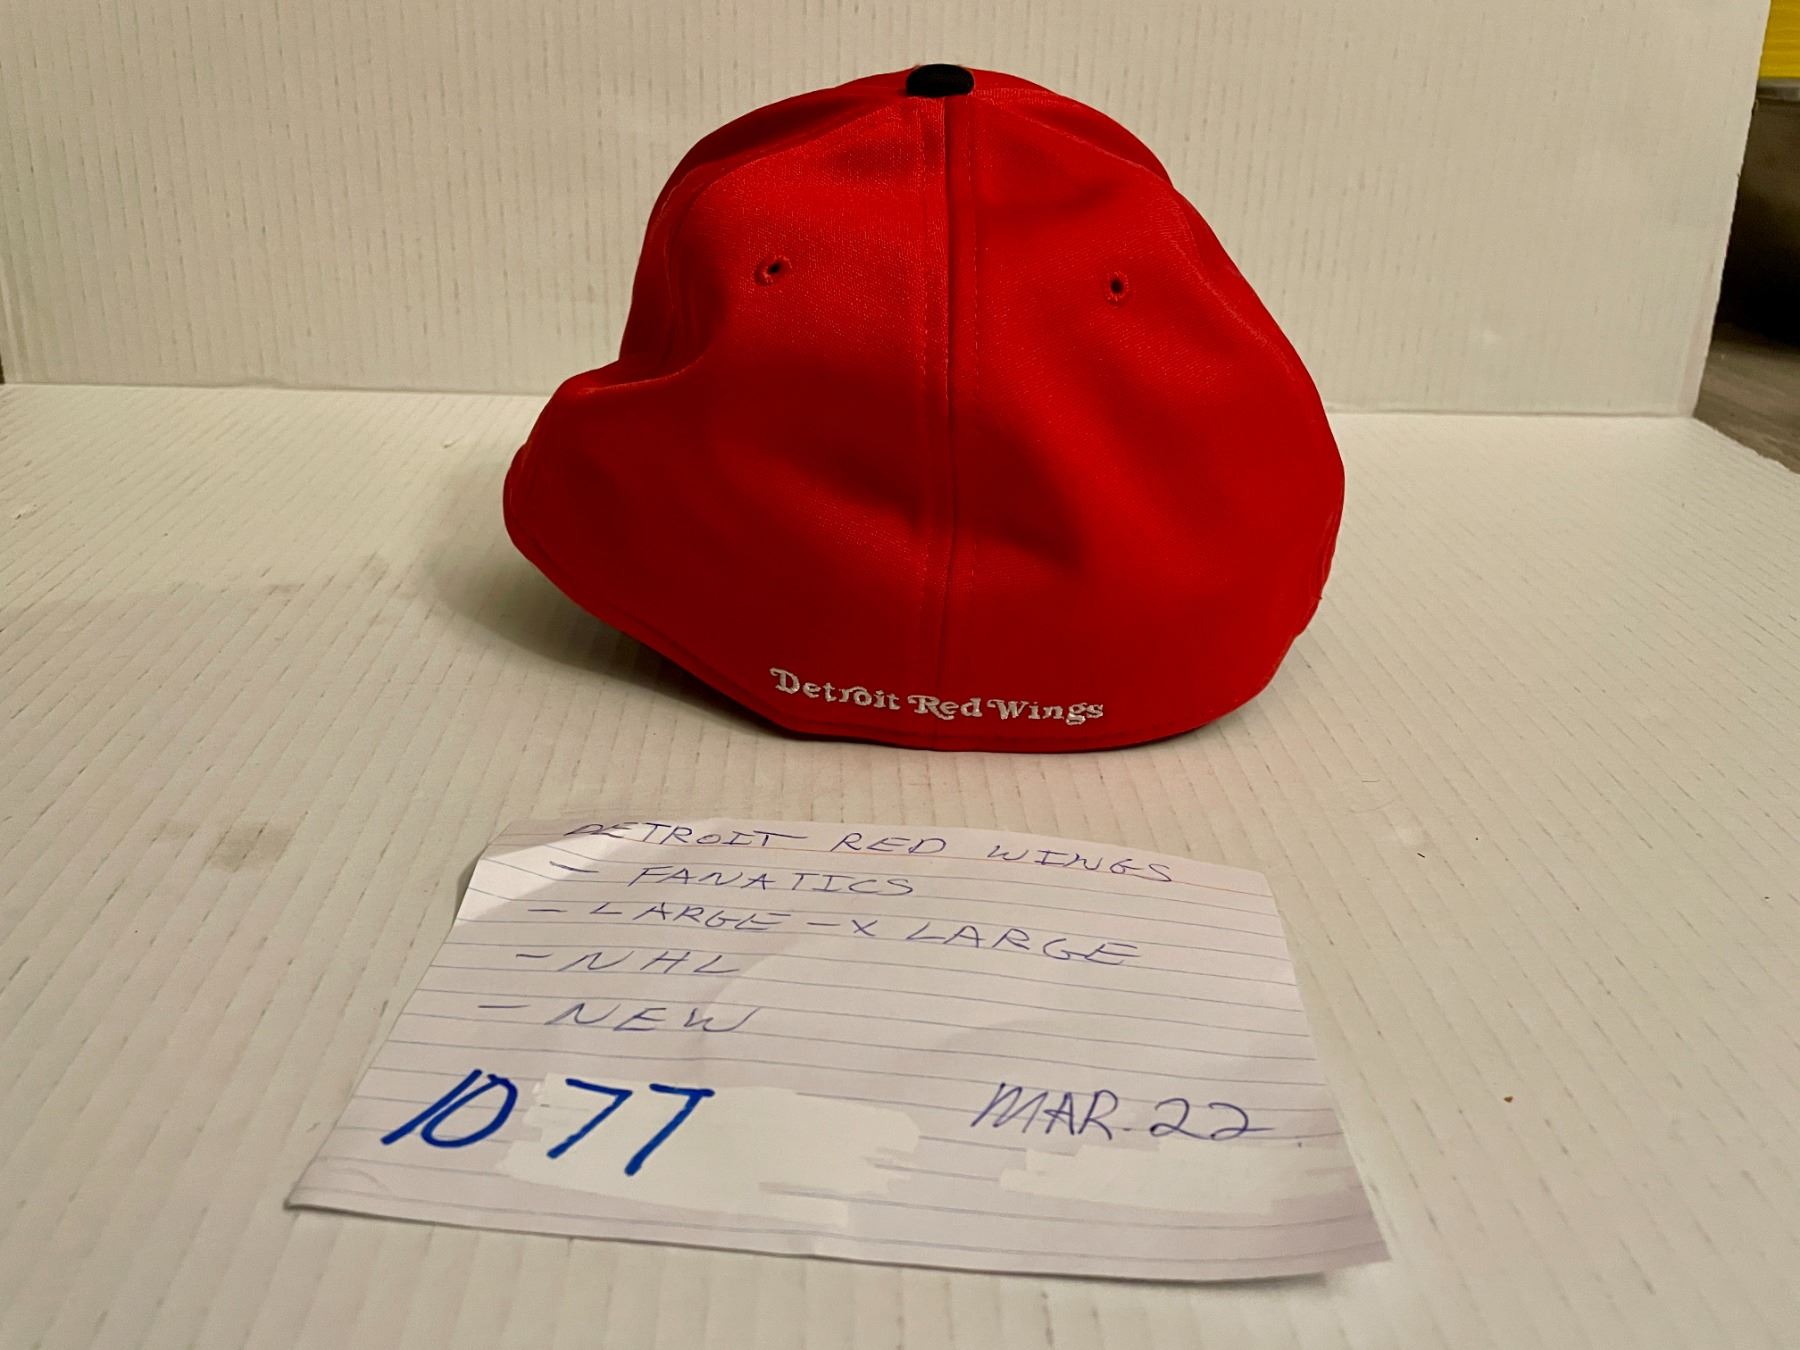 Detroit Red Wings
DETROIT RED WINGS
- FANATICS
- LARGE - X LARGE
- NHL
- NEW
1077 MAR. 22